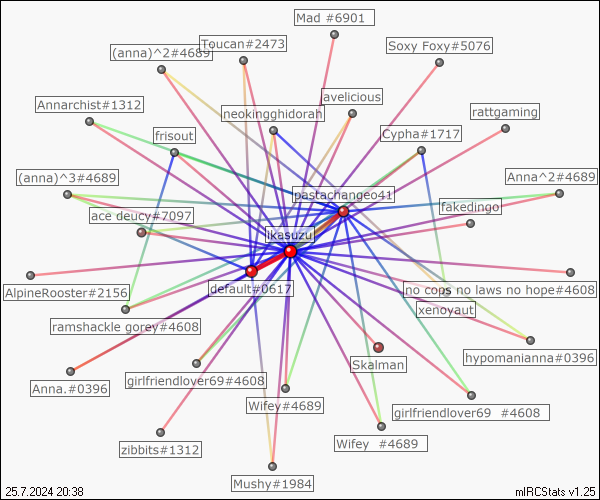 Mad #6901
Toucan#2473
Soxy Foxy#5076
(anna)^2#4689
avelicious
Annarchist#1312
neokingghidorah
rattgaming
frisout
Cypha#1717
(anna)^3#4689
Anna^2#4689
pastachangeo41
ace deucy#7097
fakedingo
ikasuzu
AlpineRooster#2156
default#0617
no cops no laws no hope#4608
xenoyaut
ramshackle gorey#4608
hypomanianna#0396
Skalman
Anna.#0396
girlfriendlover69#4608
Wifey#4689
girlfriendlover69 #4608
zibbits#1312
Wifey #4689
Mushy#1984
25.7.2024 20:38
mIRCStats v1.25